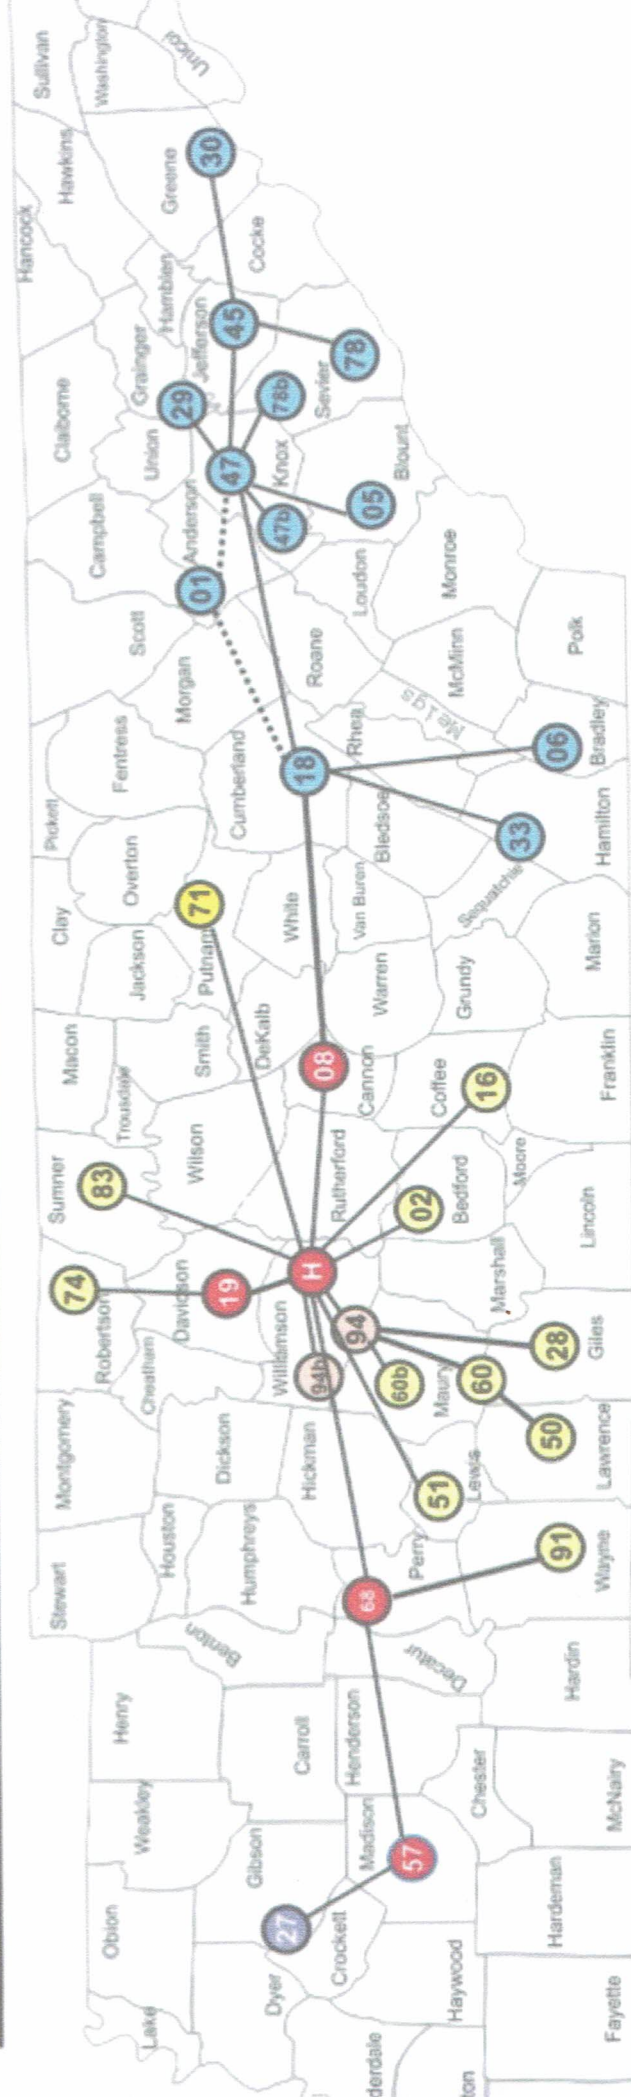 Lake
Obion
Weakley
Henry
Stewart
Montgomery
Robertson
74
Sumner
83
Macon
Trousdale
Clay
Pickett
Fentress
Scott
Campbell
Claiborne
Hancock
Hawkins
Sullivan
Washington
Unicoi
Dyer
27
Gibson
Carroll
Benton
Houston
Humphreys
Dickson
Cheatham
Davidson
19
Wilson
Smith
Jackson
Overton
Putnam
71
Cumberland
Morgan
01
Anderson
Union
Grainger
29
Hamblen
Jefferson
Greene
30
Crockett
Madison
57
Henderson
Decatur
68
Perry
Hickman
Williamson
94b
H
94
Rutherford
08
Cannon
DeKalb
White
Van Buren
Warren
18
Bledsoe
Rhea
Roane
Loudon
47
47b
Knox
78b
45
Cocke
Sevier
78
Blount
05
derdale
Haywood
Chester
51
Lewis
Maury
60b
60
02
Bedford
Marshall
Coffee
16
Moore
Grundy
Sequatchie
33
Meigs
McMinn
Monroe
06
ton
Fayette
Hardeman
McNairy
Hardin
Wayne
91
Lawrence
50
28
Giles
Lincoln
Franklin
Marion
Hamilton
Bradley
Polk